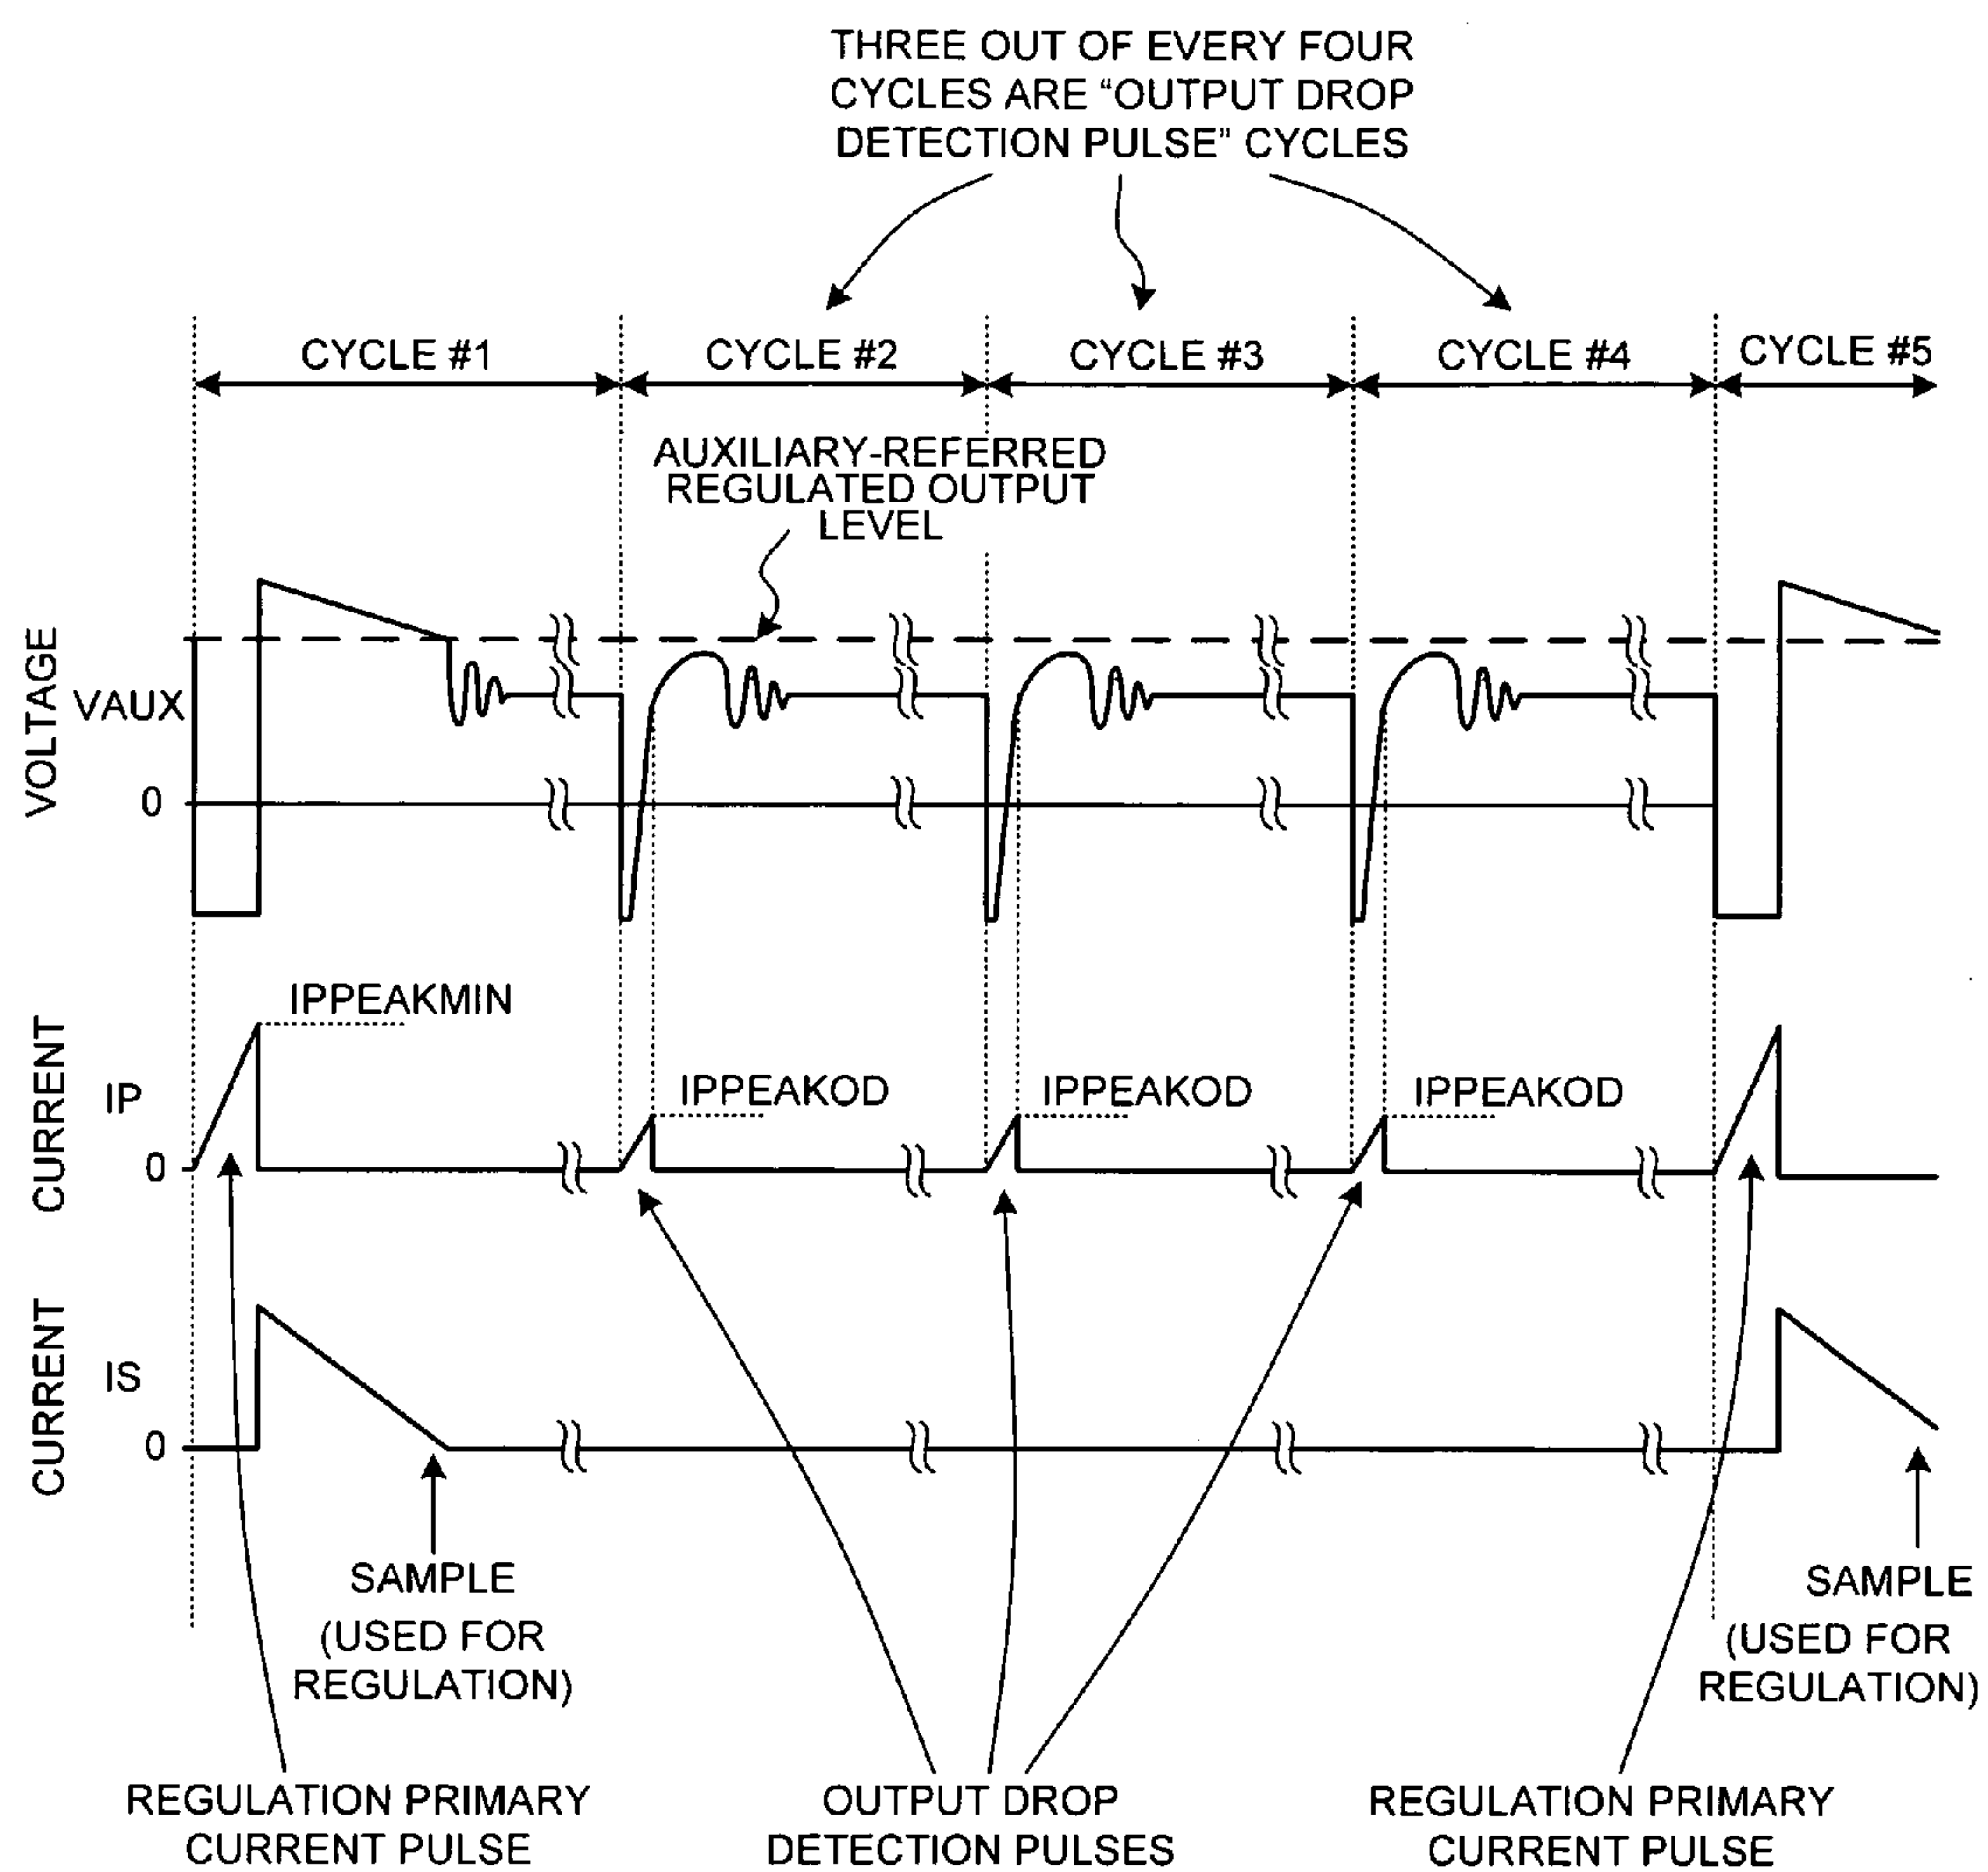 THREE OUT OF EVERY FOUR
CYCLES ARE “OUTPUT DROP
DETECTION PULSE” CYCLES
CYCLE #1
CYCLE #2
CYCLE #3
CYCLE #4
CYCLE #5
AUXILIARY-REFERRED
REGULATED OUTPUT
LEVEL
VOLTAGE
VAUX
0
IPPEAKMIN
CURRENT
IP
IPPEAKOD
IPPEAKOD
IPPEAKOD
0
CURRENT
IS
0
SAMPLE
(USED FOR
REGULATION)
SAMPLE
(USED FOR
REGULATION)
REGULATION PRIMARY
CURRENT PULSE
OUTPUT DROP
DETECTION PULSES
REGULATION PRIMARY
CURRENT PULSE